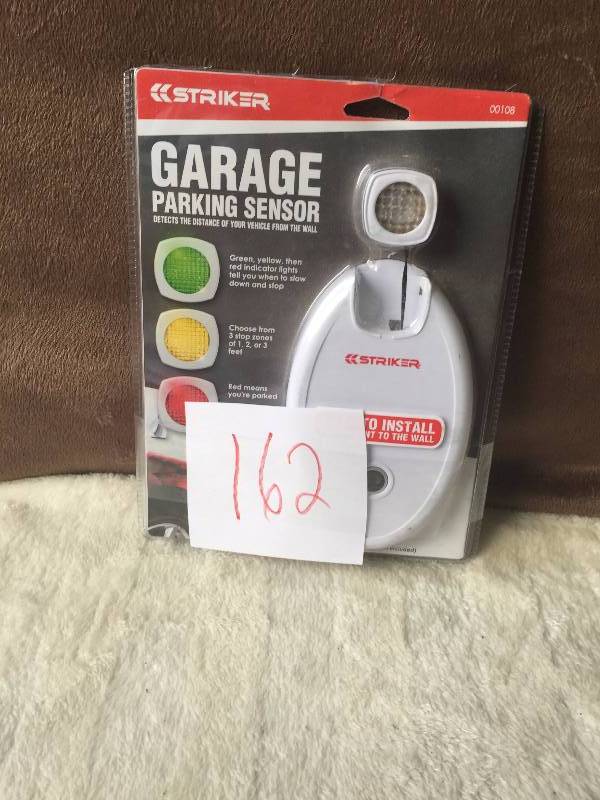 STRIKER
00108
GARAGE
PARKING SENSOR
DETECTS THE DISTANCE OF YOUR VEHICLE FROM THE WALL
Green, yellow, then
red indicator lights
tell you when to slow
down and stop
Choose from
3 stop zones
of 1, 2, or 3
feet
Red means
you're parked
STRIKER
TO INSTALL
NT TO THE WALL
162
included)